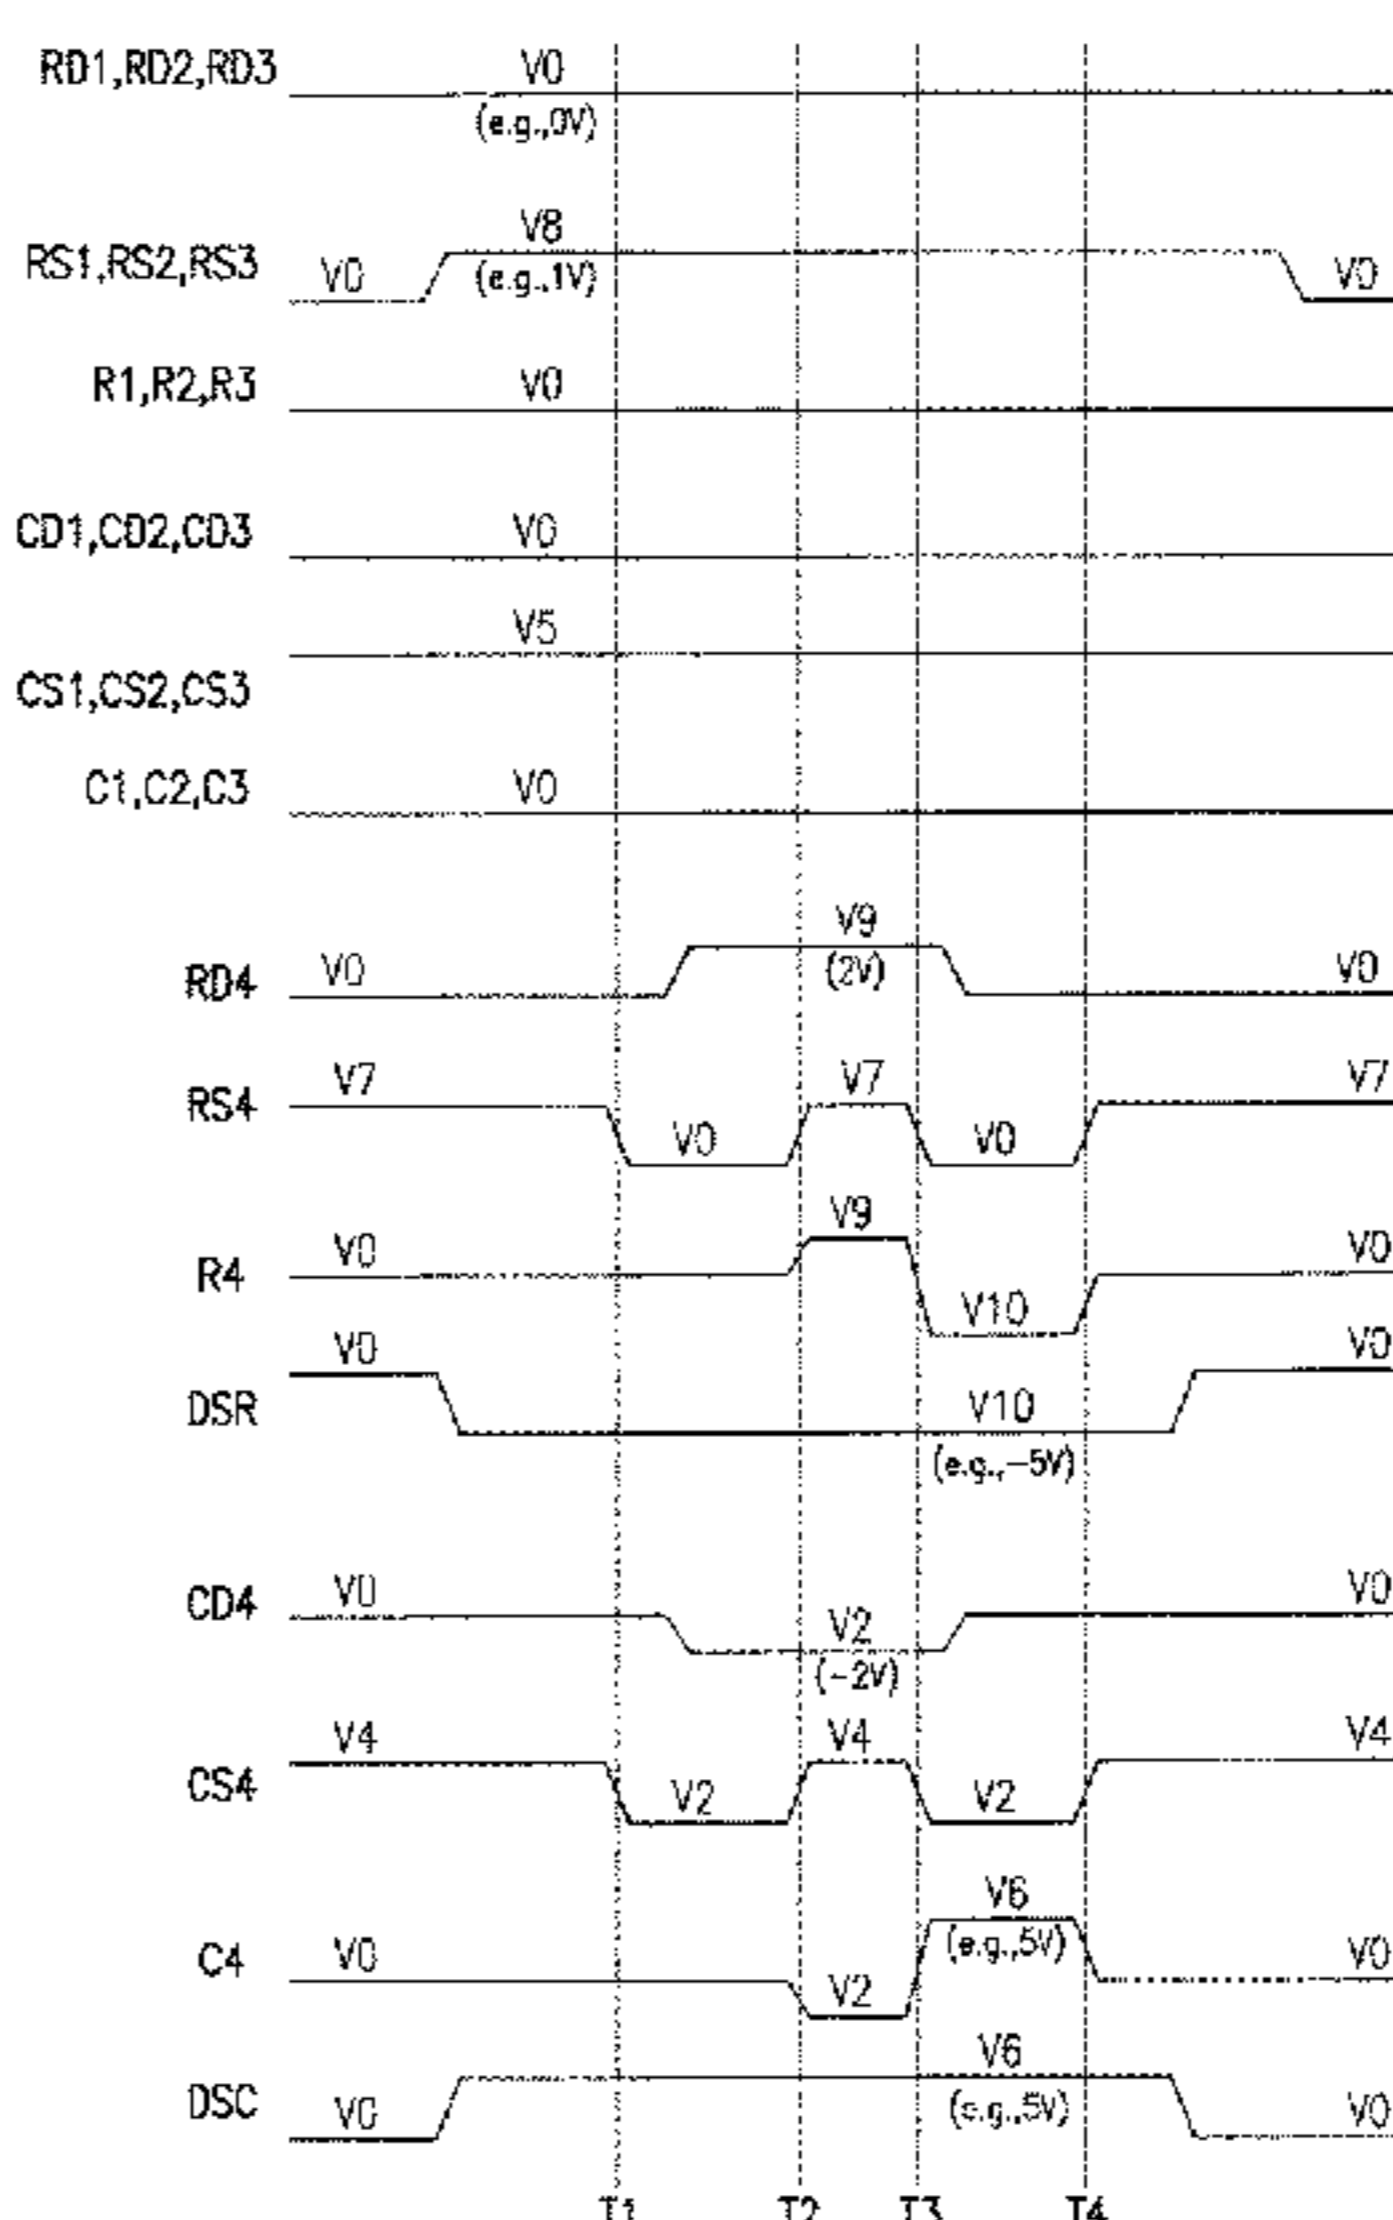 RD1,RD2,RD3 V0
(e.g.,0V)
V8
RS1,RS2,RS3 V0 (e.g.,1V) V0
R1,R2,R3 V0
CD1,CD2,CD3 V0
V5
CS1,CS2,CS3
C1,C2,C3 V0
V9
RD4 V0 (2V) V0
V7 V7 V7
RS4 V0 V0
V9
R4 V0 V10 V0
V0 V0
DSR V10
(e.g.,-5V)
CD4 V0 V2 V0
(-2V)
V4 V4 V4
CS4 V2 V2
V6
(e.g.,5V)
C4 V0 V2 V0
V6
DSC V0 (e.g.,5V) V0
T1 T2 T3 T4